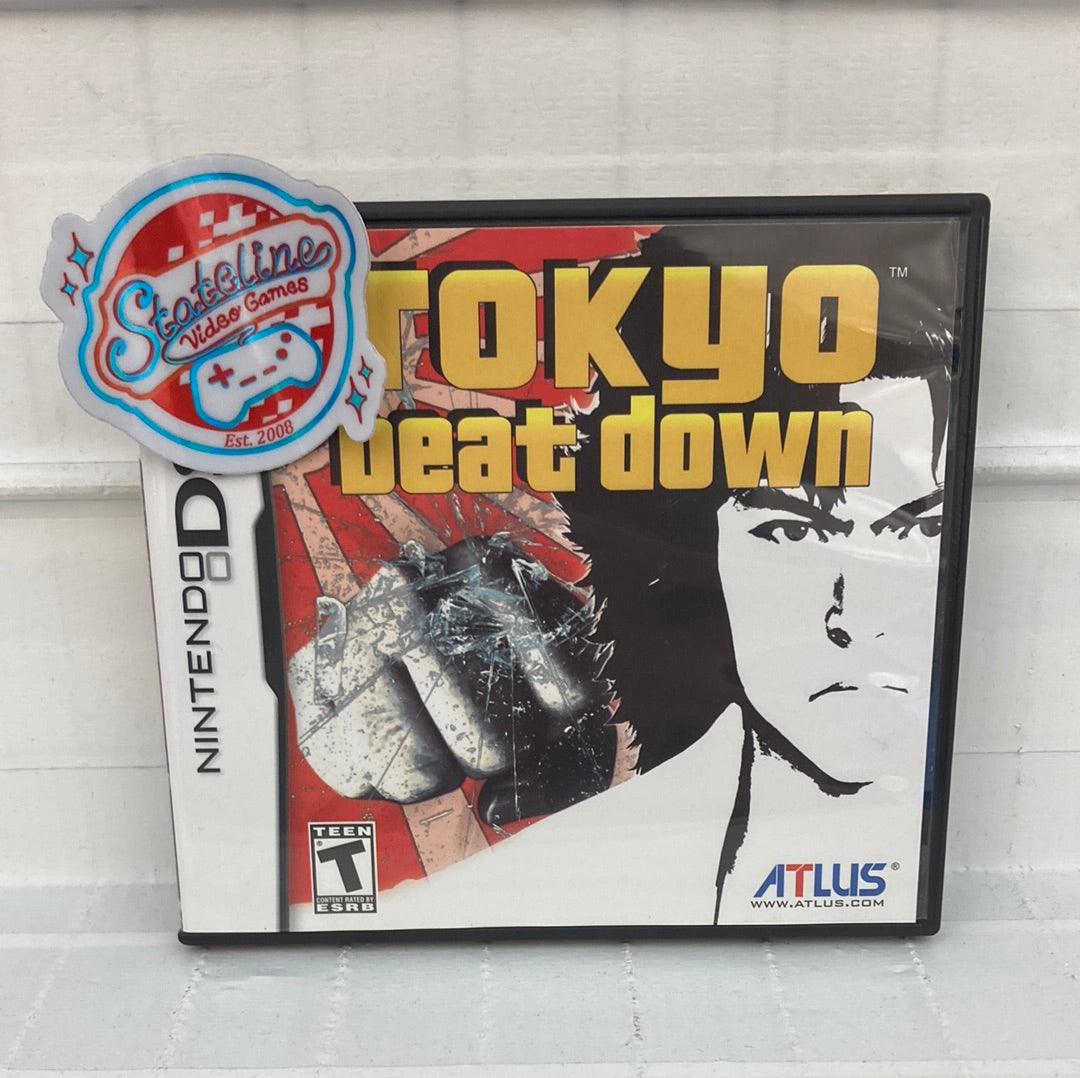 Stateline
Video Games
Est. 2008
TOKYO
™
beat down
NINTENDO DS
TEEN
T
®
CONTENT RATED BY
ESRB
ATLUS®
WWW.ATLUS.COM